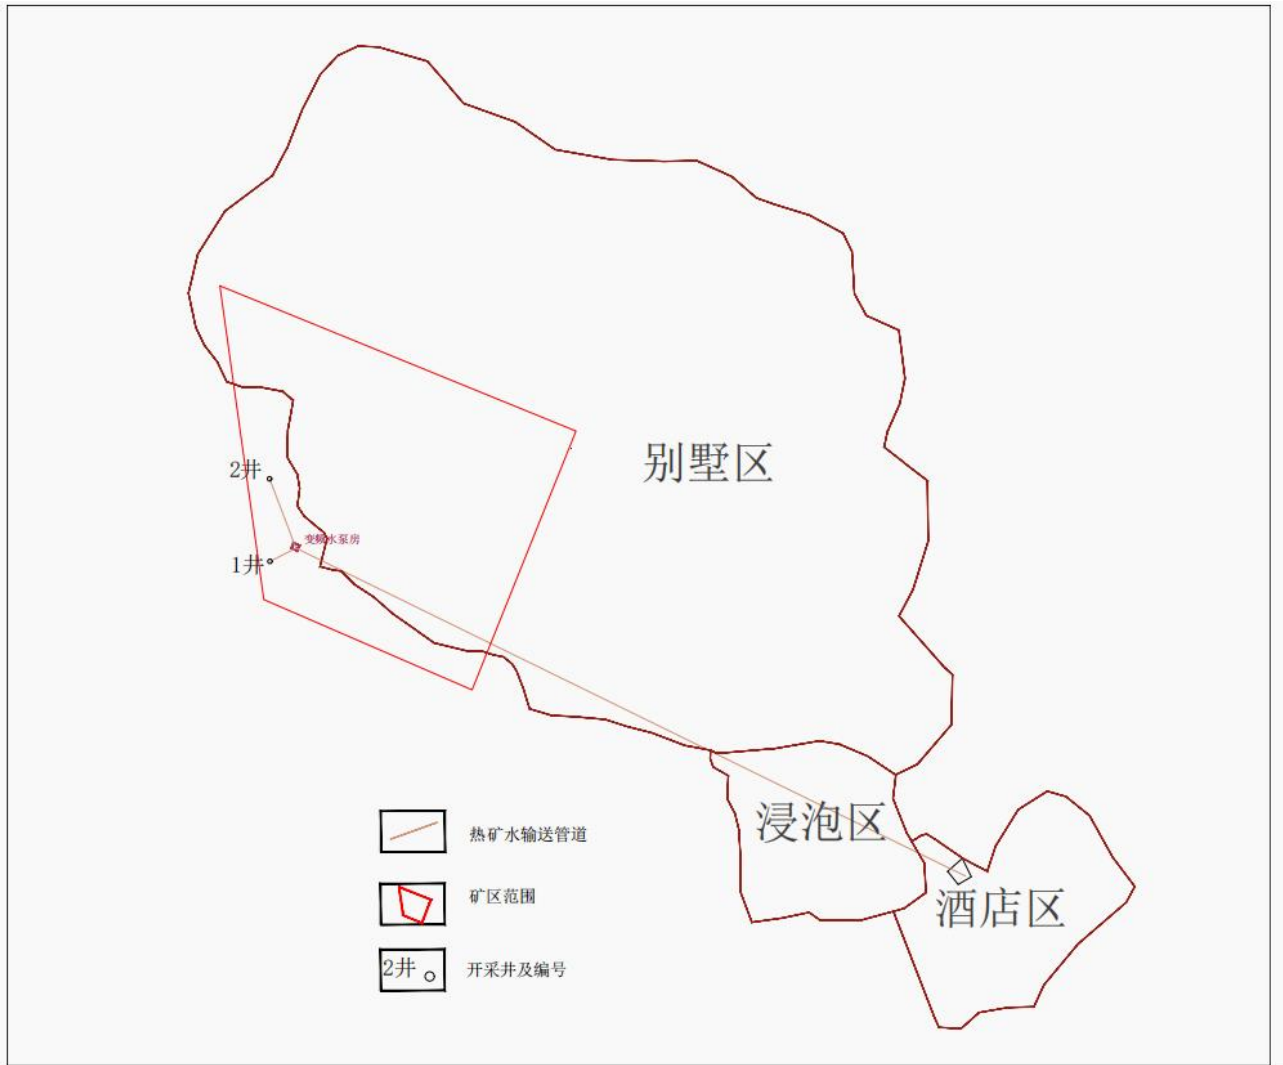 别墅区
2井
变频水泵房
1井
浸泡区
热矿水输送管道
矿区范围
酒店区
2井
开采井及编号